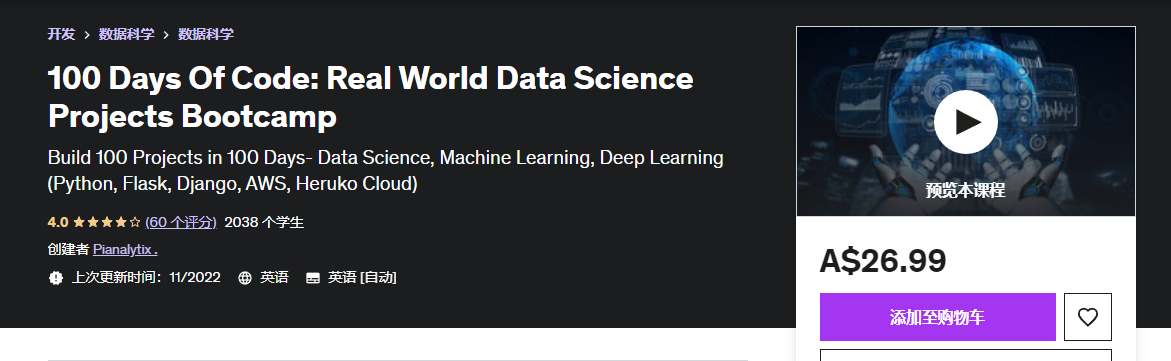 开发 > 数据科学 > 数据科学
100 Days Of Code: Real World Data Science
Projects Bootcamp
Build 100 Projects in 100 Days- Data Science, Machine Learning, Deep Learning
(Python, Flask, Django, AWS, Heruko Cloud)
4.0 (60 个评分) 2038 个学生
创建者 Pianalytix .
上次更新时间：11/2022 英语 英语 [自动]
预览本课程
A$26.99
添加至购物车